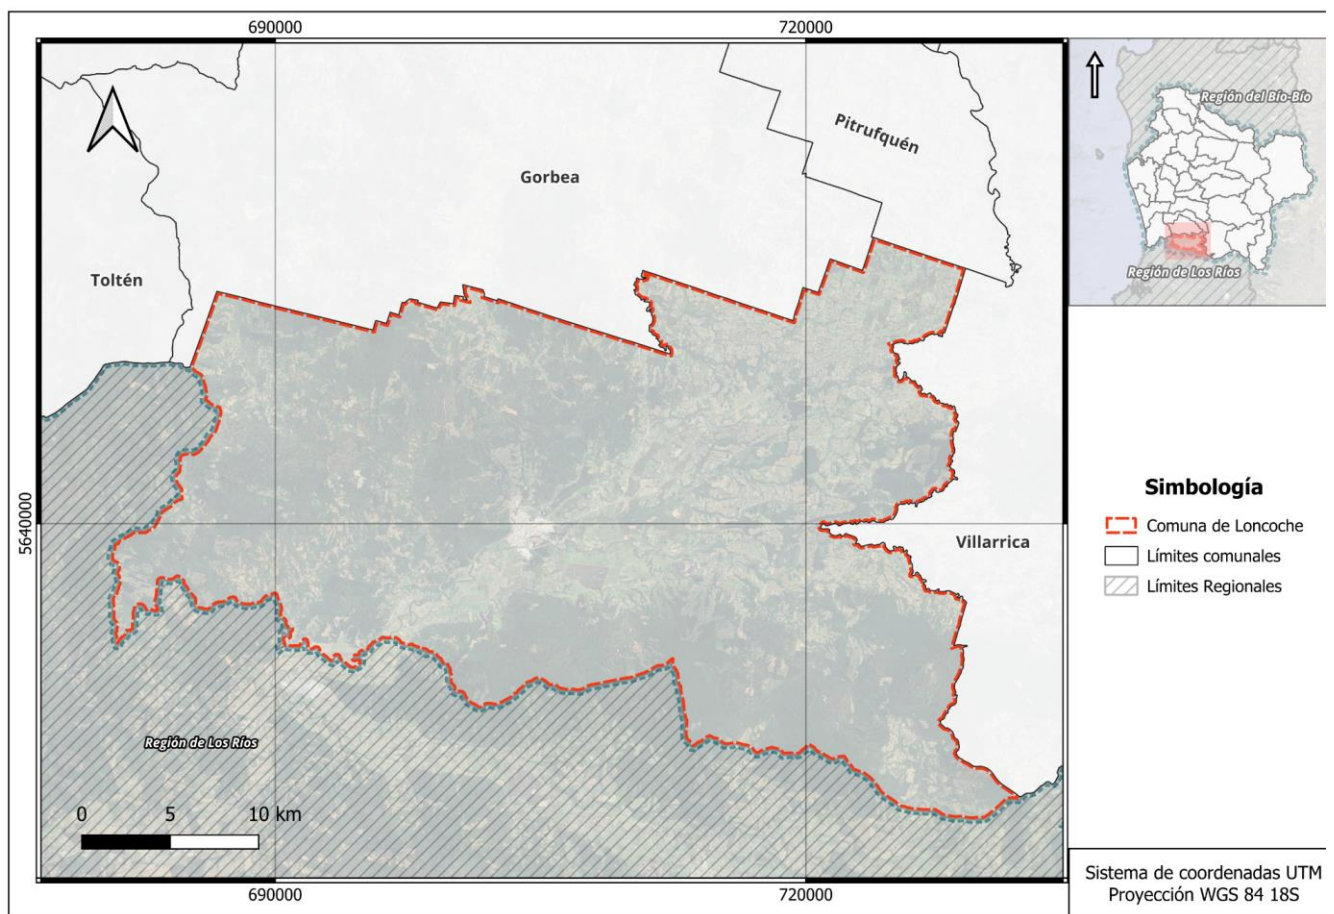 690000
720000
Pitrufquén
Gorbea
Toltén
5640000
Villarrica
Región de Los Ríos
0 5 10 km
690000
720000
Región del Bío-Bío
Región de Los Ríos
Simbología
Comuna de Loncoche
Límites comunales
Límites Regionales
Sistema de coordenadas UTM
Proyección WGS 84 18S